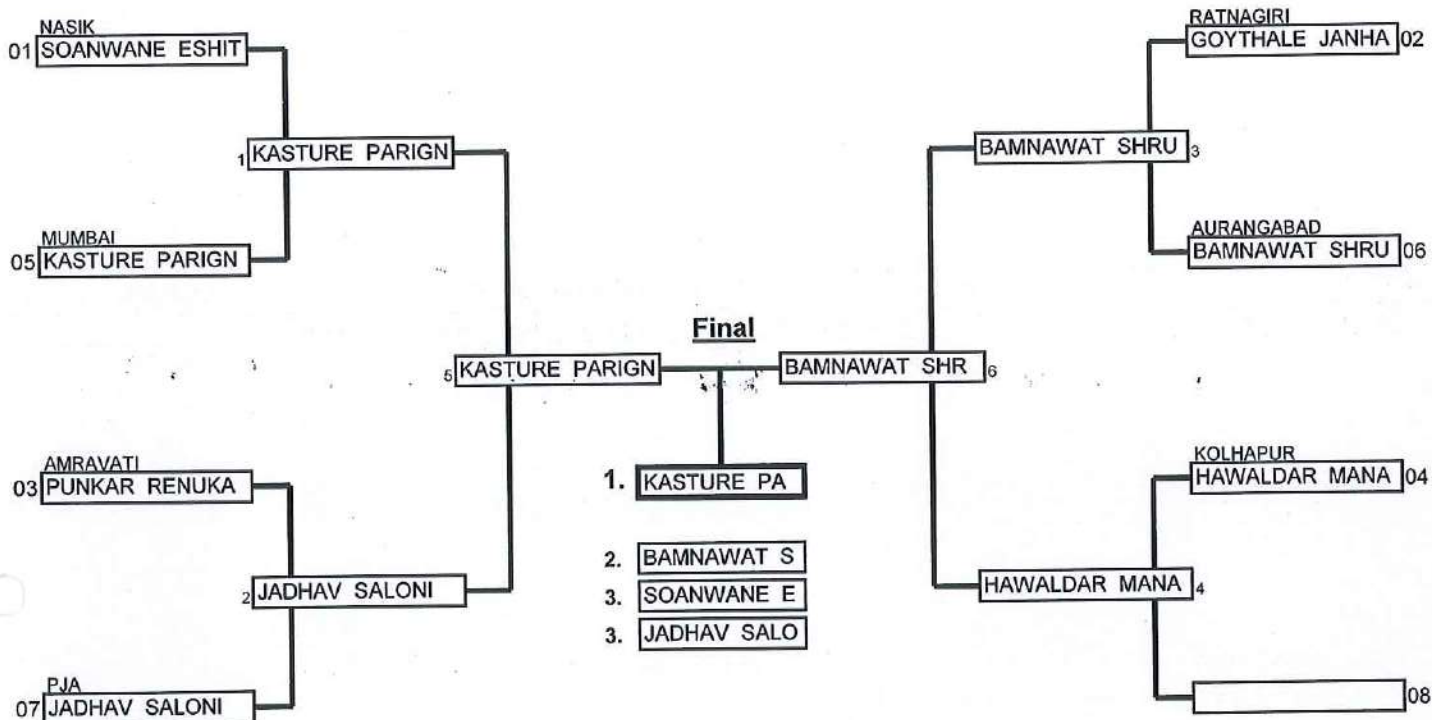 NASIK
01 SOANWANE ESHIT
1 KASTURE PARIGN
MUMBAI
05 KASTURE PARIGN
5 KASTURE PARIGN
AMRAVATI
03 PUNKAR RENUKA
2 JADHAV SALONI
PJA
07 JADHAV SALONI
Final
1. KASTURE PA
2. BAMNAWAT S
3. SOANWANE E
3. JADHAV SALO
RATNAGIRI
GOYTHALE JANHA 02
BAMNAWAT SHRU 3
AURANGABAD
BAMNAWAT SHRU 06
BAMNAWAT SHR 6
KOLHAPUR
HAWALDAR MANA 04
HAWALDAR MANA 4
08